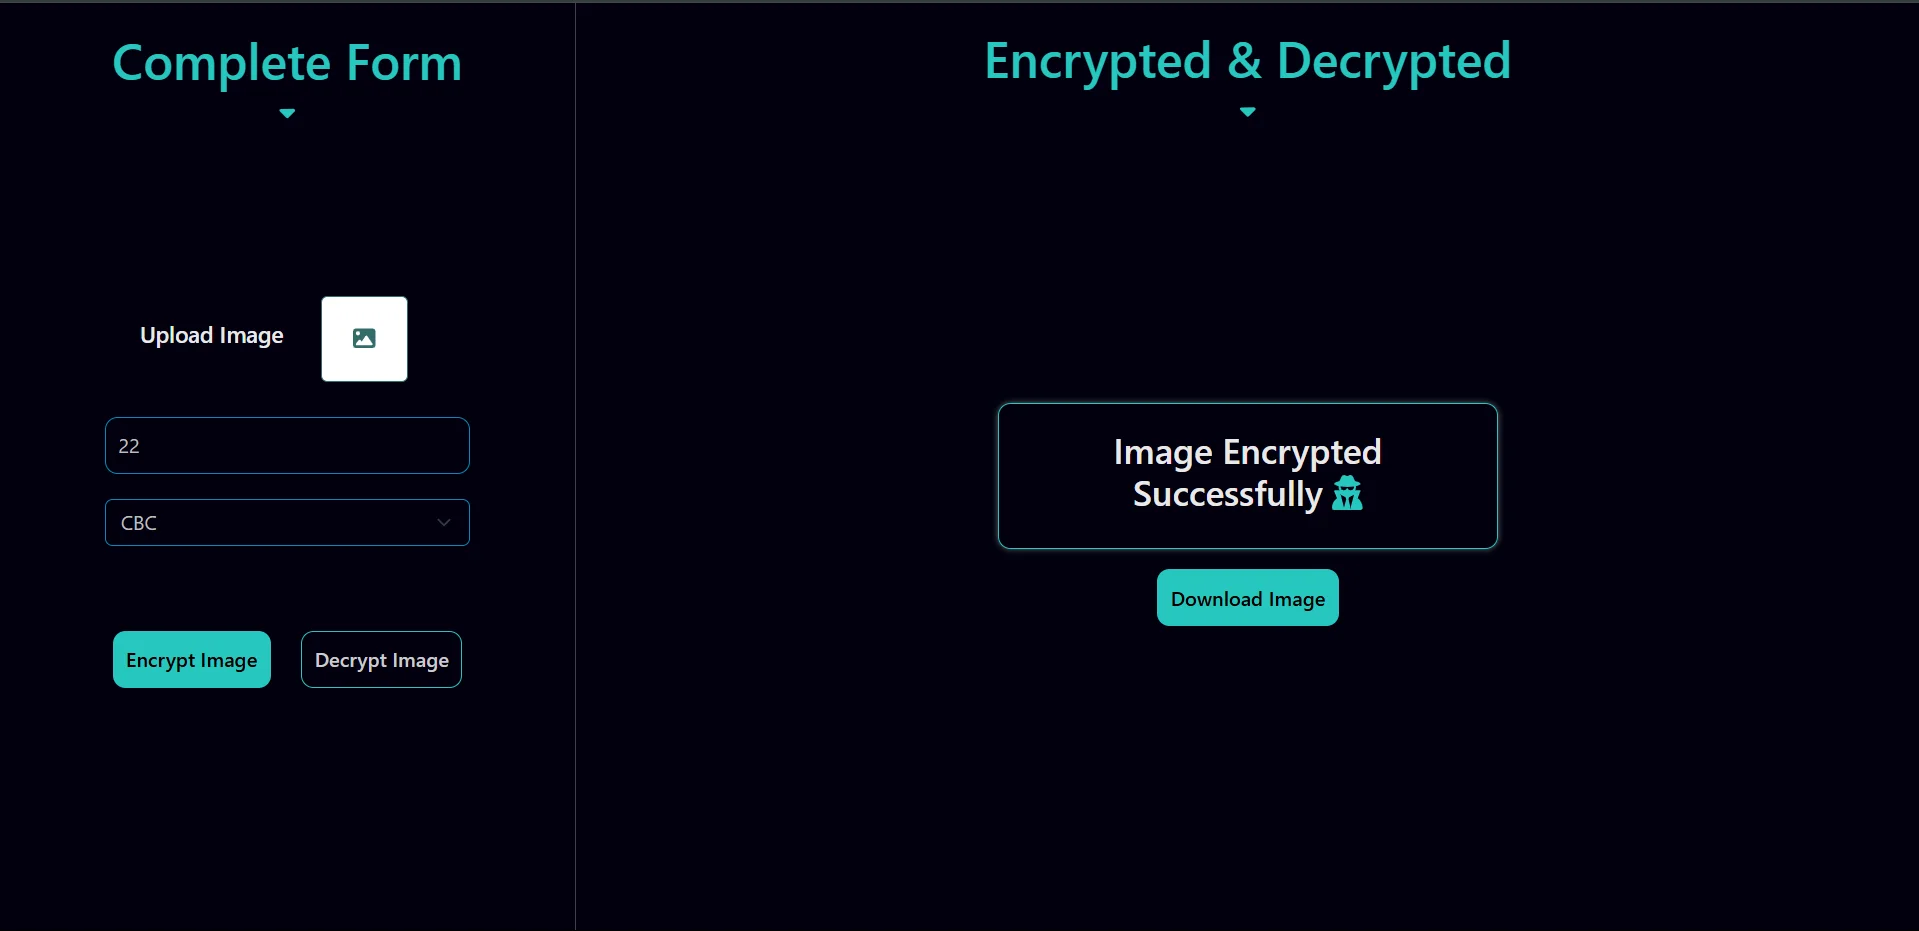 Complete Form
Upload Image
22
CBC
Encrypt Image
Decrypt Image
Encrypted & Decrypted
Image Encrypted
Successfully
Download Image